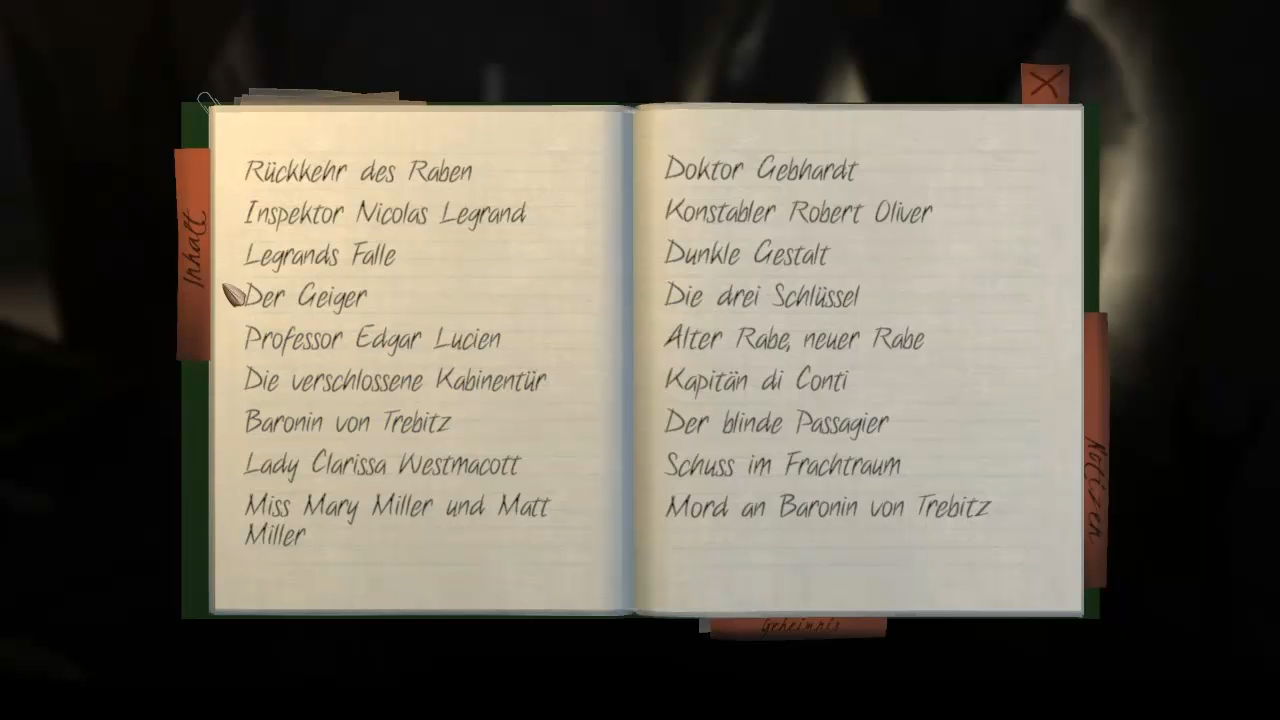 Rückkehr des Raben
Inspektor Nicolas Legrand
Legrands Falle
Der Geiger
Professor Edgar Lucien
Die verschlossene Kabinentür
Baronin von Trebitz
Lady Clarissa Westmacott
Miss Mary Miller und Matt
Miller
Doktor Gebhardt
Konstabler Robert Oliver
Dunkle Gestalt
Die drei Schlüssel
Alter Rabe, neuer Rabe
Kapitän di Conti
Der blinde Passagier
Schuss im Frachtraum
Mord an Baronin von Trebitz
Inhalt
Notizen
Geheimnis
X